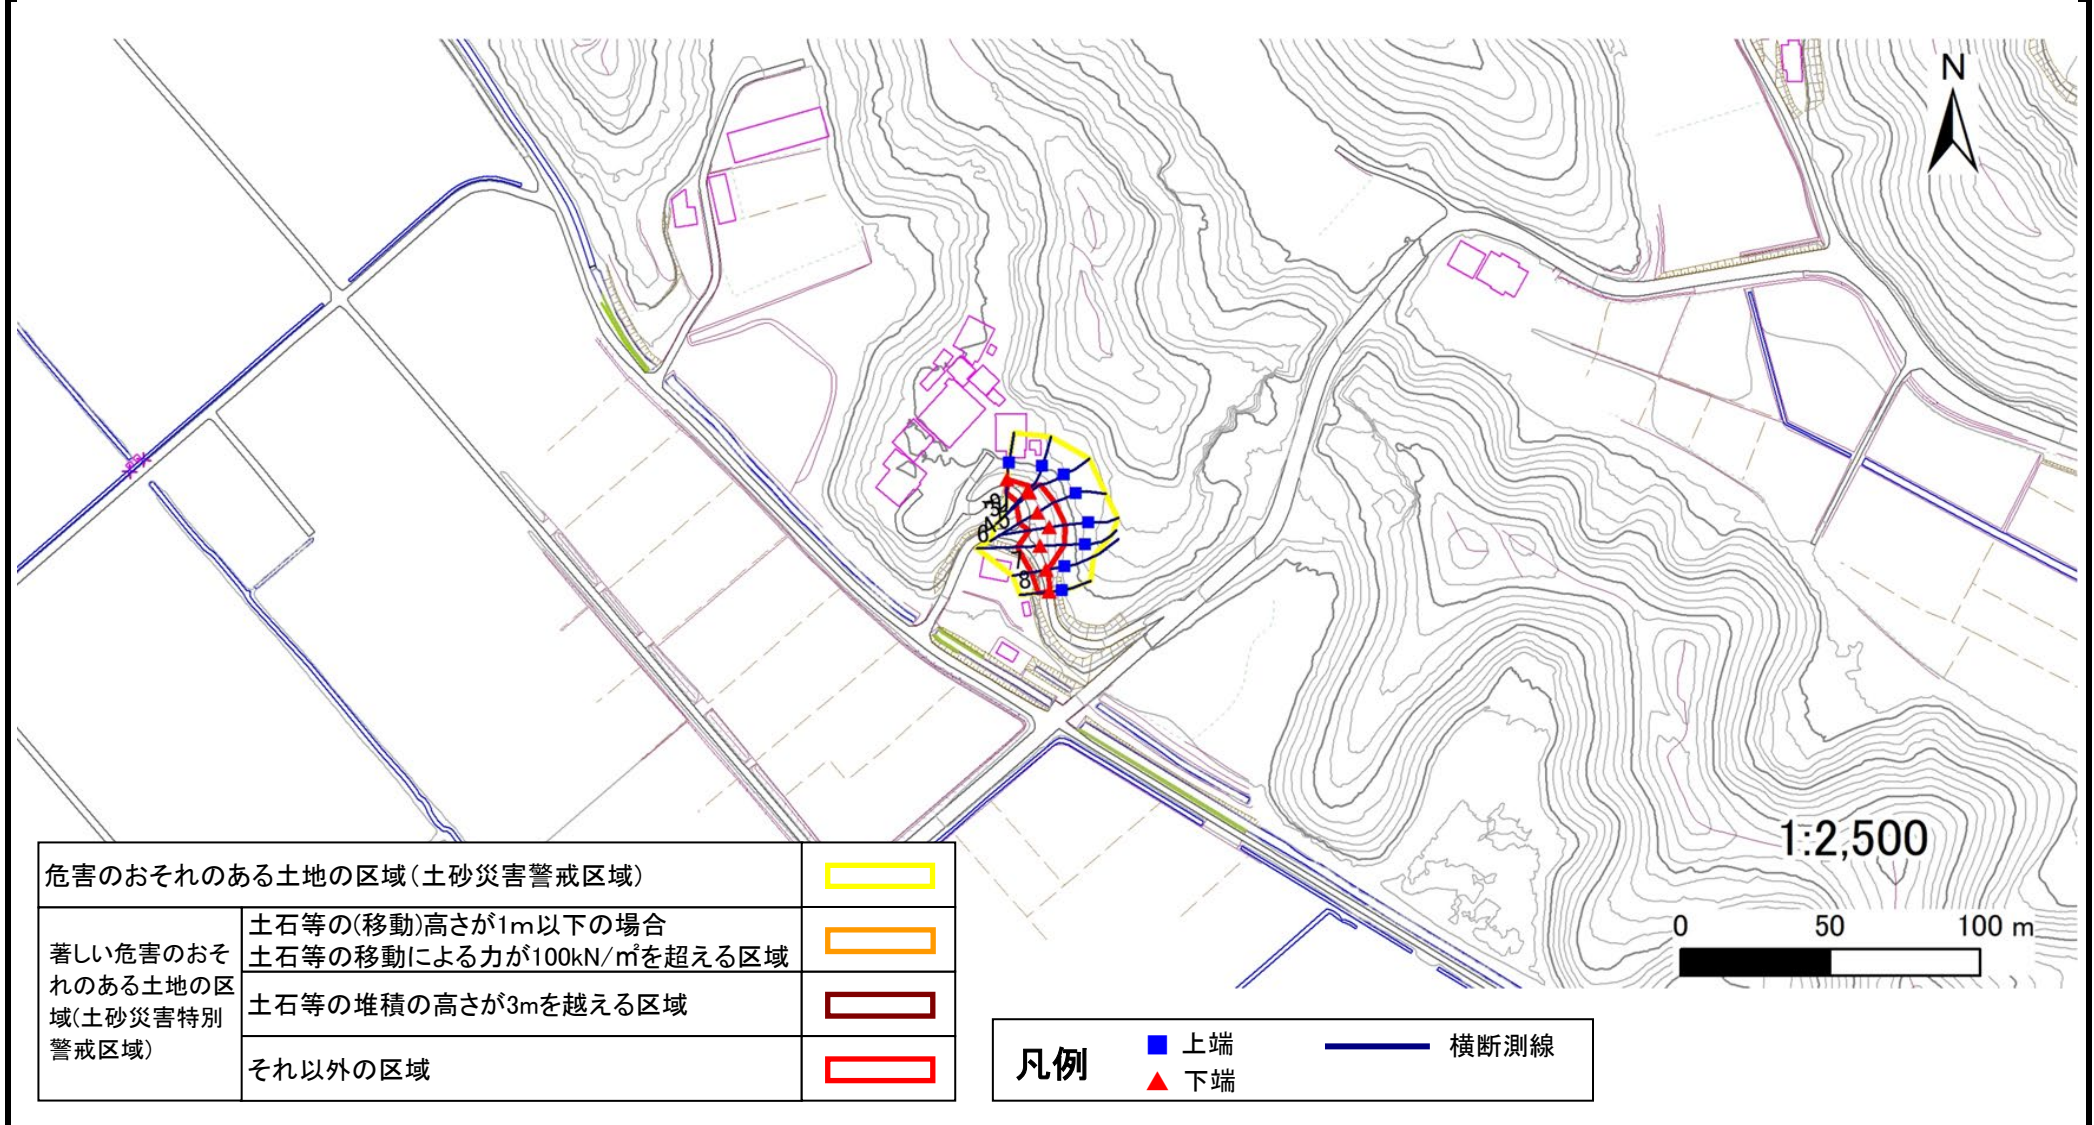 N
6
7
8
1:2,500
0 50 100 m
危害のおそれのある土地の区域(土砂災害警戒区域)
著しい危害のおそ
れのある土地の区
域(土砂災害特別
警戒区域)
土石等の(移動)高さが1m以下の場合
土石等の移動による力が100kN/㎡を超える区域
土石等の堆積の高さが3mを越える区域
それ以外の区域
凡例
上端
下端
横断測線